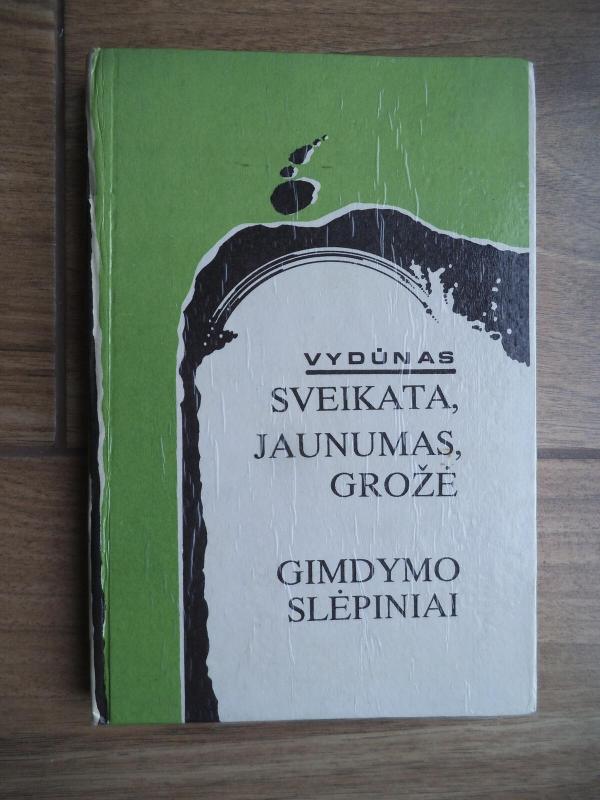 VYDŪNAS
SVEIKATA,
JAUNUMAS,
GROŽĖ
GIMDYMO
SLĖPINIAI